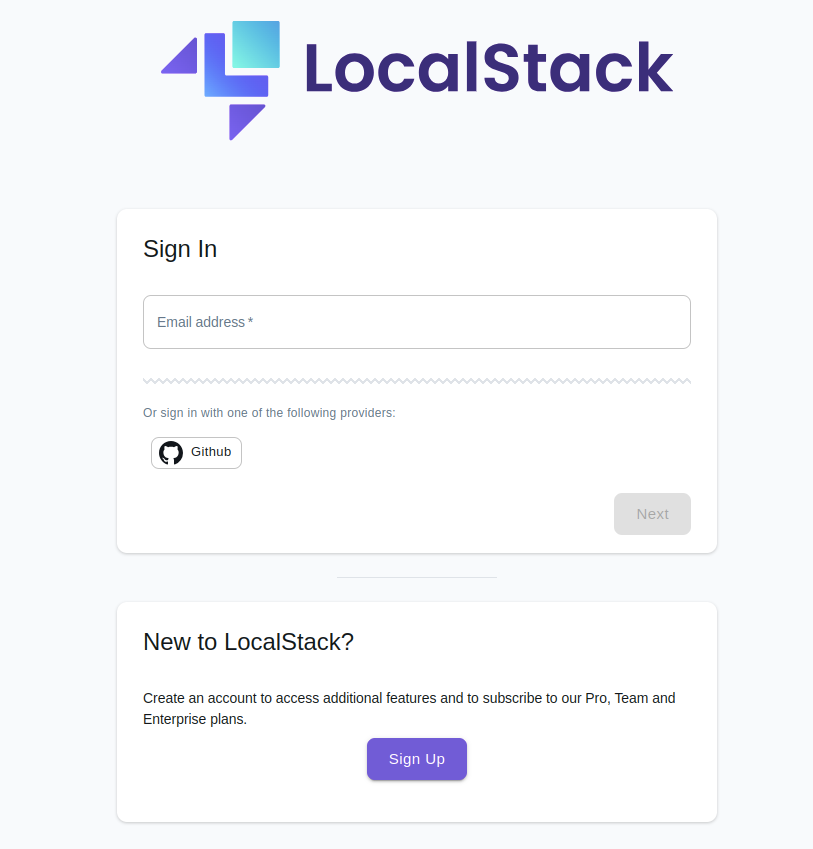 LocalStack
Sign In
Email address *
Or sign in with one of the following providers:
Github
Next
New to LocalStack?
Create an account to access additional features and to subscribe to our Pro, Team and
Enterprise plans.
Sign Up